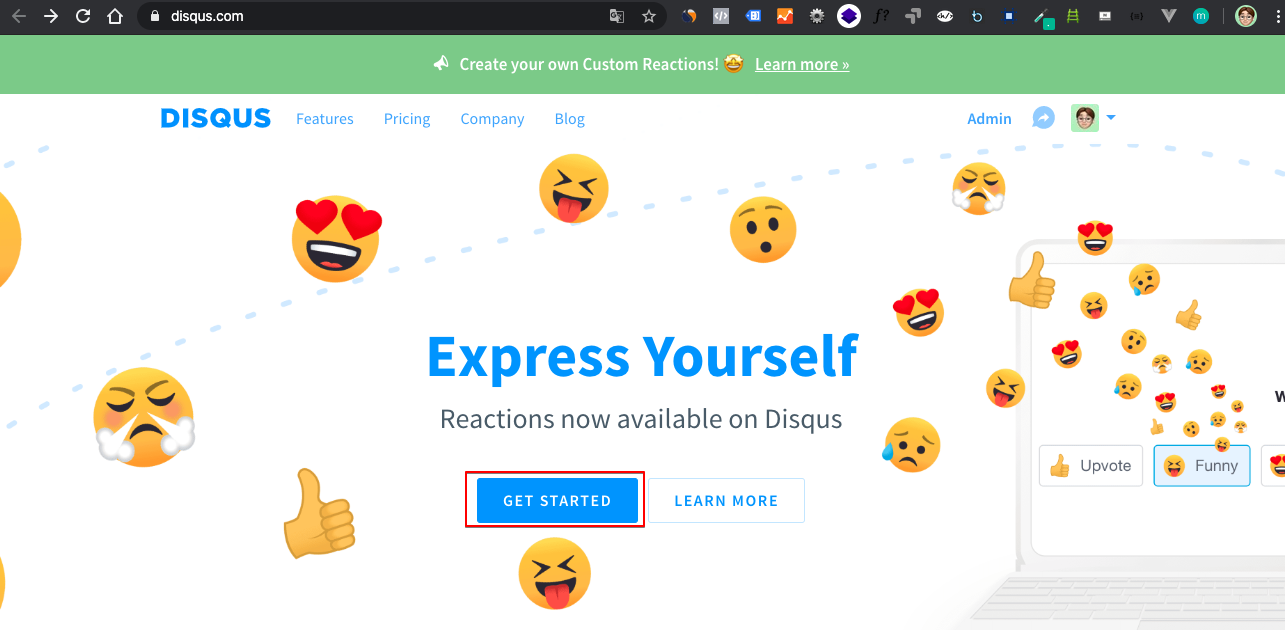 disqus.com
Create your own Custom Reactions! Learn more »
DISQUS Features Pricing Company Blog Admin
Express Yourself
Reactions now available on Disqus
Upvote Funny
GET STARTED LEARN MORE